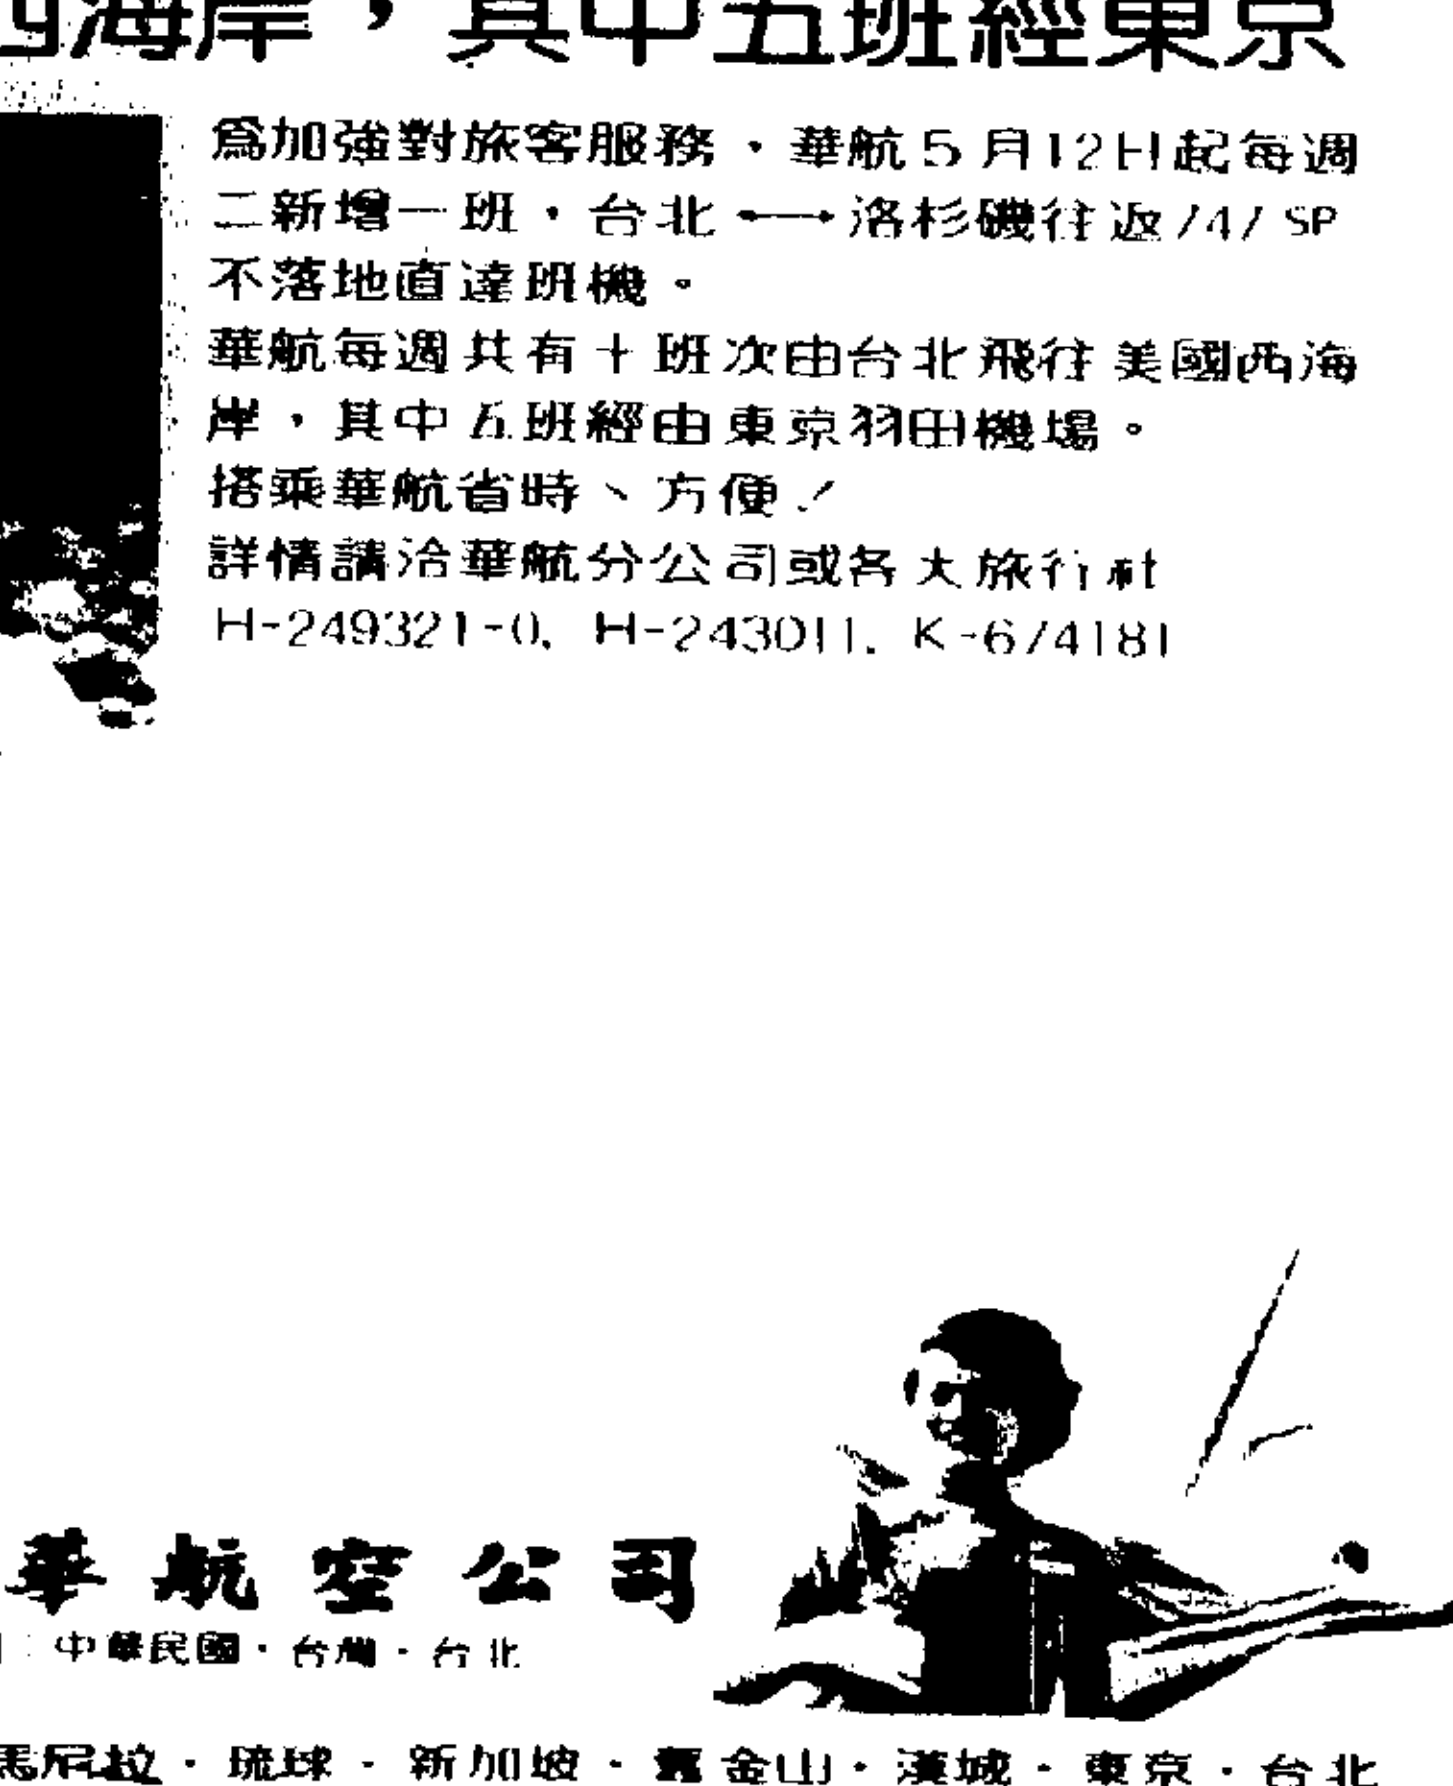 海岸，其中五班經東京
為加強對旅客服務，華航5月12日起每週
二新增一班，台北⟷洛杉磯往返747SP
不落地直達班機。
華航每週共有十班次由台北飛往美國西海
岸，其中五班經由東京羽田機場。
搭乘華航省時、方便！
詳情請洽華航分公司或各大旅行社
H-249321-0, H-243011, K-674181
華航空公司
中華民國·台灣·台北
馬尼拉·琉球·新加坡·舊金山·漢城·東京·台北